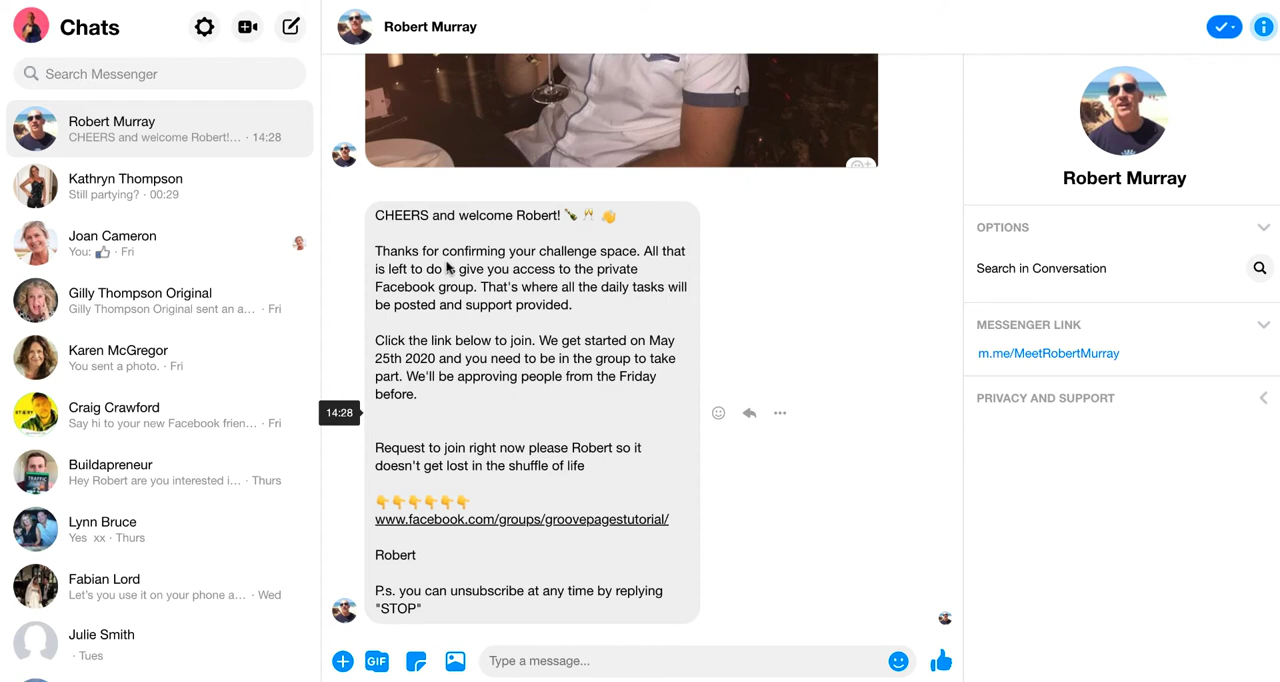 Chats
Search Messenger
Robert Murray
CHEERS and welcome Robert!... · 14:28
Kathryn Thompson
Still partying? · 00:29
Joan Cameron
You: 👍 · Fri
Gilly Thompson Original
Gilly Thompson Original sent an a... · Fri
Karen McGregor
You sent a photo. · Fri
Craig Crawford
Say hi to your new Facebook frien... · Fri
Buildapreneur
Hey Robert are you interested i... · Thurs
Lynn Bruce
Yes xx · Thurs
Fabian Lord
Let's you use it on your phone a... · Wed
Julie Smith
· Tues
Robert Murray
CHEERS and welcome Robert! 🍾 🥂 👋
Thanks for confirming your challenge space. All that
is left to do is give you access to the private
Facebook group. That's where all the daily tasks will
be posted and support provided.
Click the link below to join. We get started on May
25th 2020 and you need to be in the group to take
part. We'll be approving people from the Friday
before.
14:28
Request to join right now please Robert so it
doesn't get lost in the shuffle of life
👇👇👇👇👇👇
www.facebook.com/groups/groovepagestutorial/
Robert
P.s. you can unsubscribe at any time by replying
"STOP"
GIF
Type a message...
Robert Murray
OPTIONS
Search in Conversation
MESSENGER LINK
m.me/MeetRobertMurray
PRIVACY AND SUPPORT